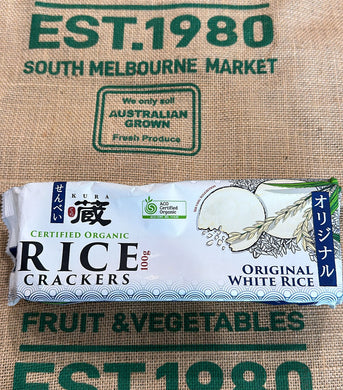 EST.1980
SOUTH MELBOURNE MARKET
We only sell
AUSTRALIAN
GROWN
Fresh Produce
せんべい
KURA
蔵
CERTIFIED ORGANIC
RICE
CRACKERS
100g
ACO
Certified
Organic
オリジナル
ORIGINAL
WHITE RICE
FRUIT & VEGETABLES
EST.1980